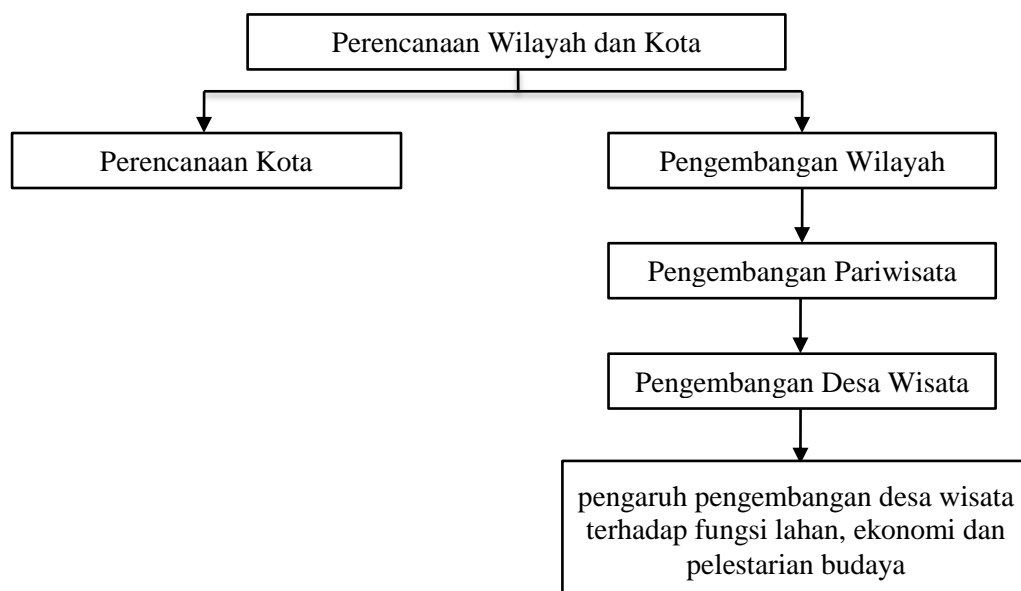 Perencanaan Wilayah dan Kota
Perencanaan Kota
Pengembangan Wilayah
Pengembangan Pariwisata
Pengembangan Desa Wisata
pengaruh pengembangan desa wisata
terhadap fungsi lahan, ekonomi dan
pelestarian budaya